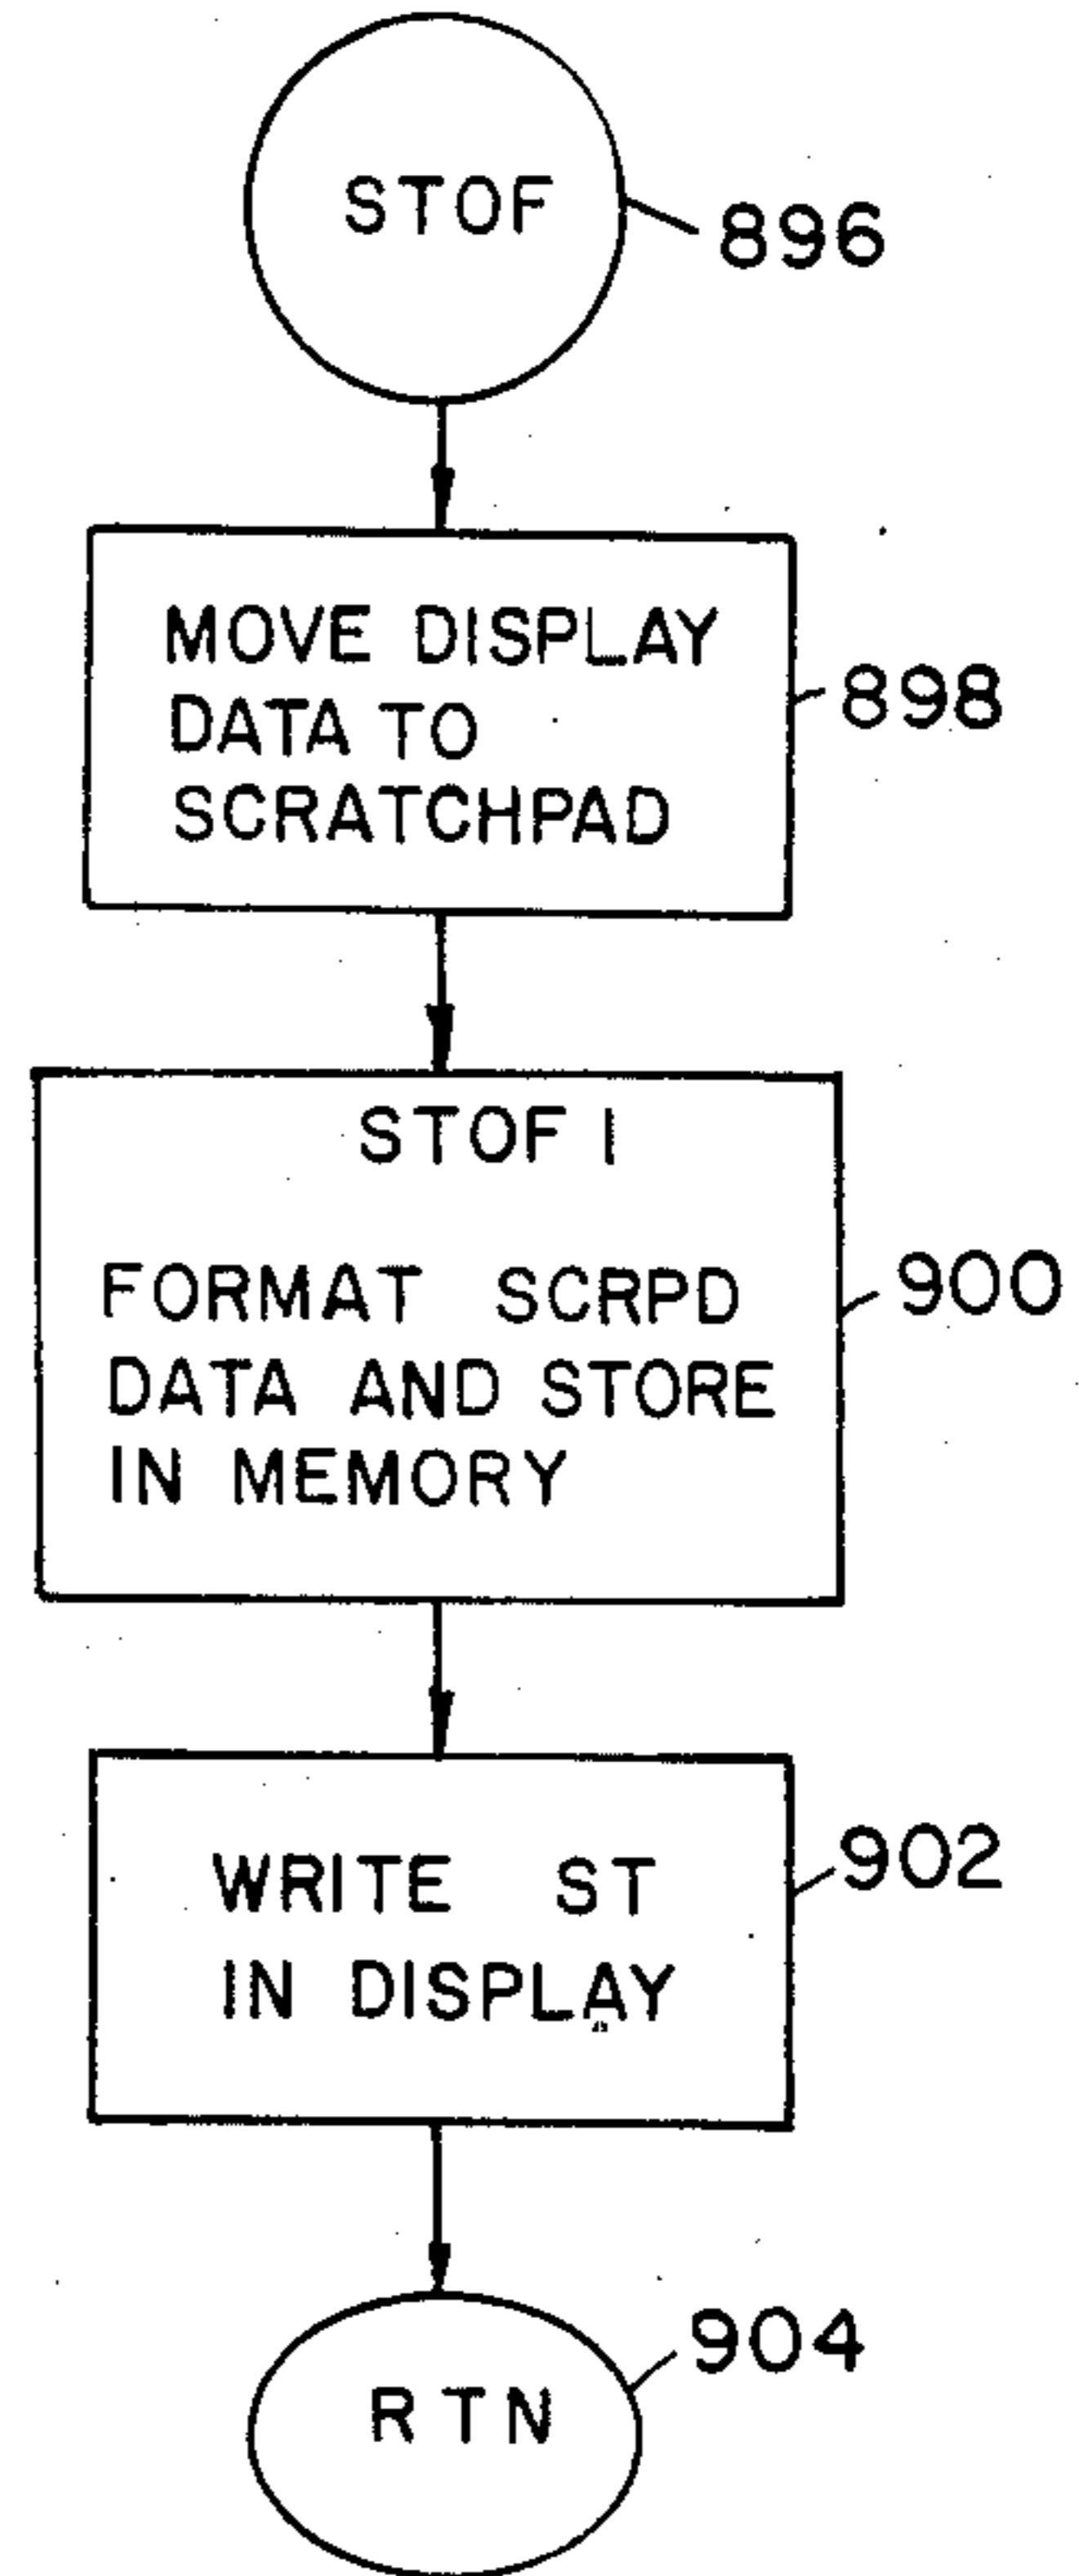 STOF
896
MOVE DISPLAY
DATA TO
SCRATCHPAD
898
STOF 1
FORMAT SCRPD
DATA AND STORE
IN MEMORY
900
WRITE ST
IN DISPLAY
902
RTN
904